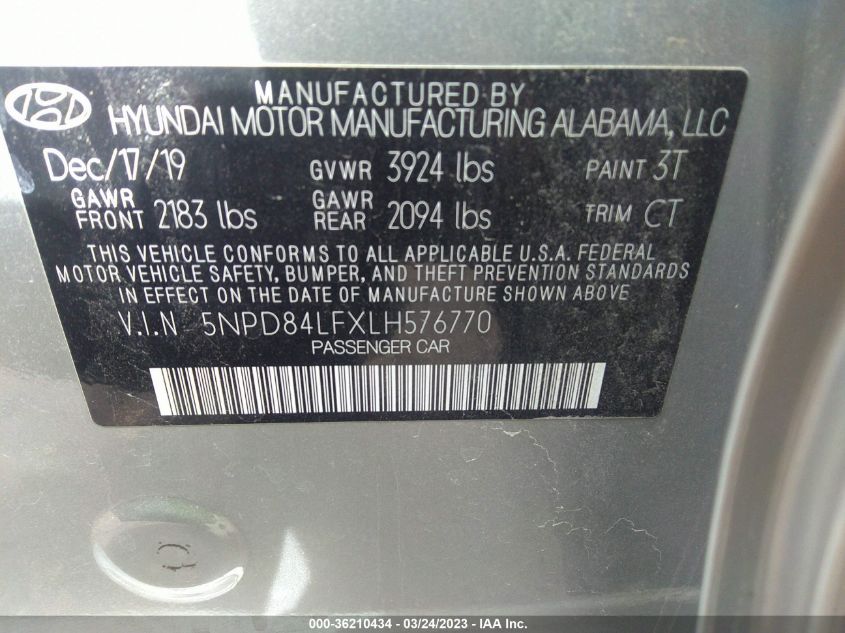 MANUFACTURED BY
HYUNDAI MOTOR MANUFACTURING ALABAMA, LLC
Dec/17/19 GVWR 3924 lbs PAINT 3T
GAWR FRONT 2183 lbs GAWR REAR 2094 lbs TRIM CT
THIS VEHICLE CONFORMS TO ALL APPLICABLE U.S.A. FEDERAL
MOTOR VEHICLE SAFETY, BUMPER, AND THEFT PREVENTION STANDARDS
IN EFFECT ON THE DATE OF MANUFACTURE SHOWN ABOVE.
V.I.N 5NPD84LFXLH576770
PASSENGER CAR
000-36210434 - 03/24/2023 - IAA Inc.